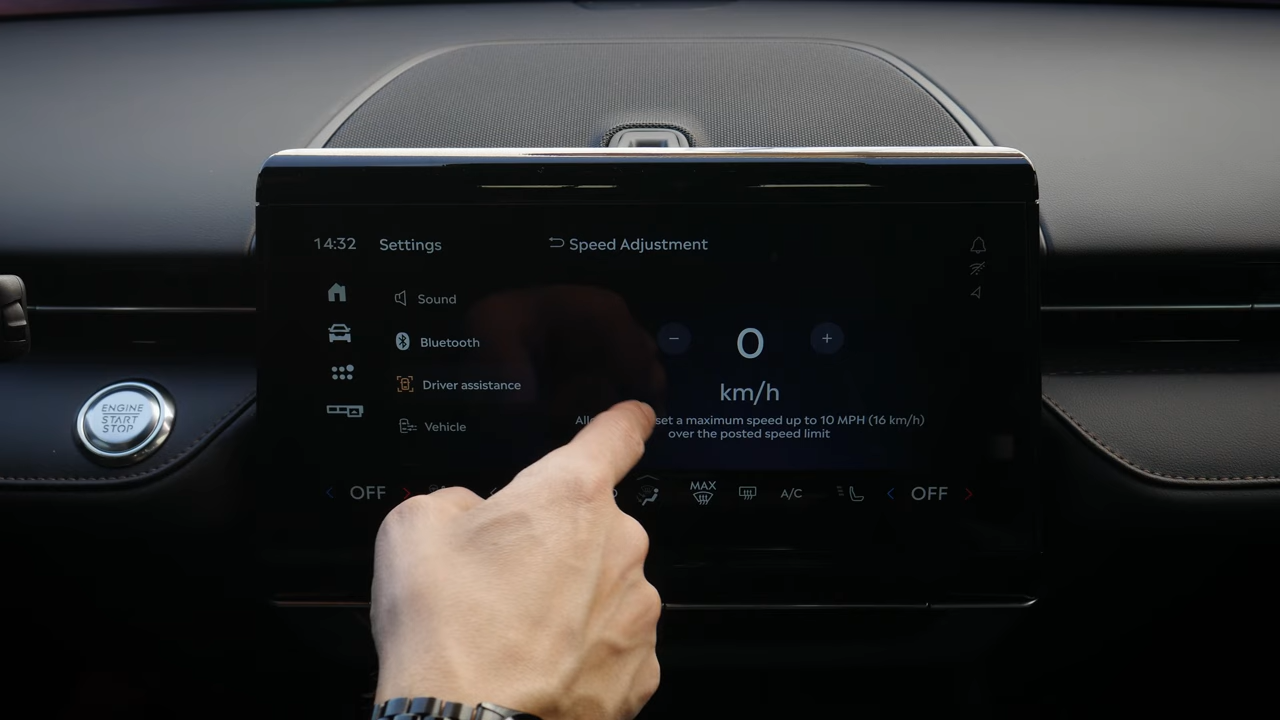 14:32 Settings Speed Adjustment
Sound
Bluetooth
Driver assistance
Vehicle
0
km/h
set a maximum speed up to 10 MPH (16 km/h)
over the posted speed limit
ENGINE
START
STOP
OFF
MAX
A/C
OFF